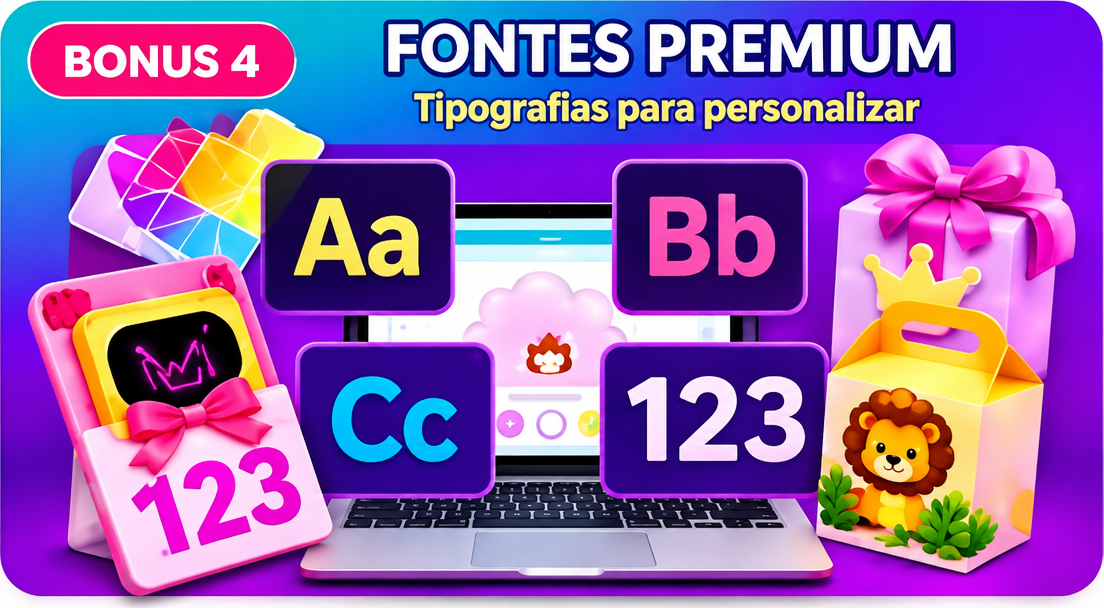 BONUS 4
FONTES PREMIUM
Tipografias para personalizar
Aa
Bb
Cc
123
123